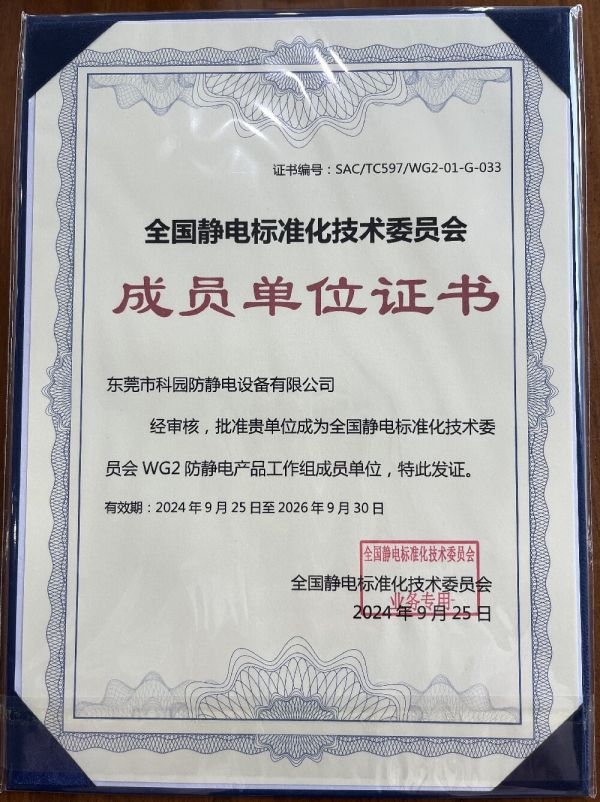 证书编号：SAC/TC597/WG2-01-G-033
全国静电标准化技术委员会
成员单位证书
东莞市科园防静电设备有限公司
经审核，批准贵单位成为全国静电标准化技术委
员会 WG2 防静电产品工作组成员单位，特此发证。
有效期：2024 年 9 月 25 日至 2026 年 9 月 30 日
全国静电标准化技术委员会
全国静电标准化技术委员会
业务专用
2024 年 9 月 25 日